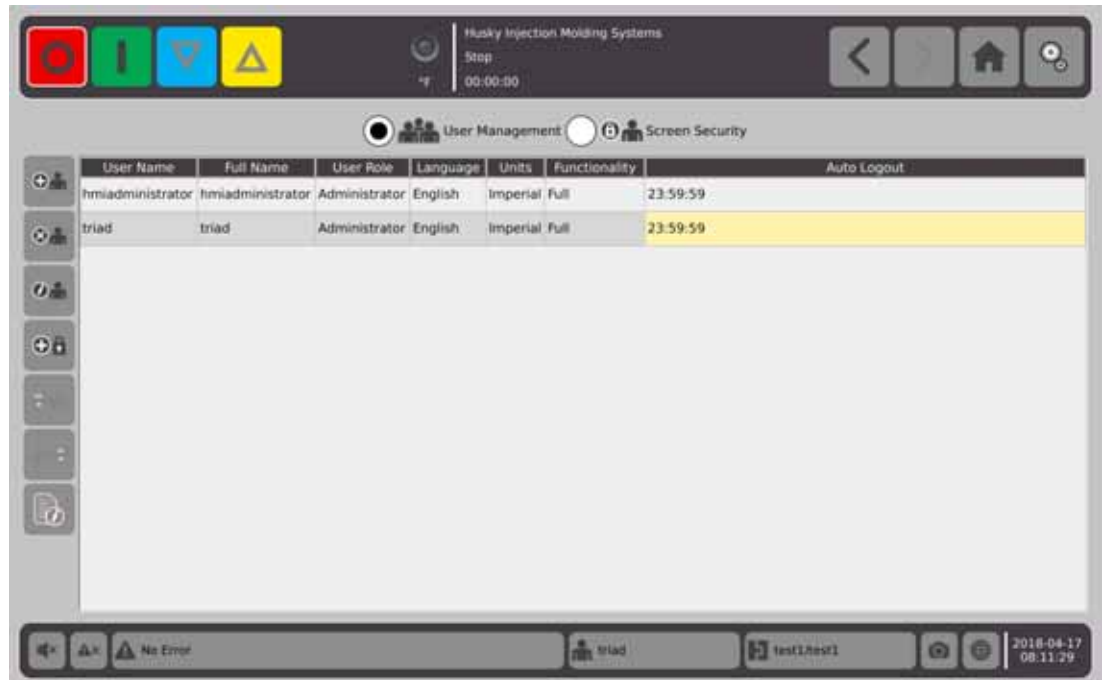 Husky Injection Molding Systems
Stop
°F 00:00:00
User Management Screen Security
User Name Full Name User Role Language Units Functionality Auto Logout
hmiadministrator hmiadministrator Administrator English Imperial Full 23:59:59
triad triad Administrator English Imperial Full 23:59:59
No Error triad test1/test1 2018-04-17
08:11:29